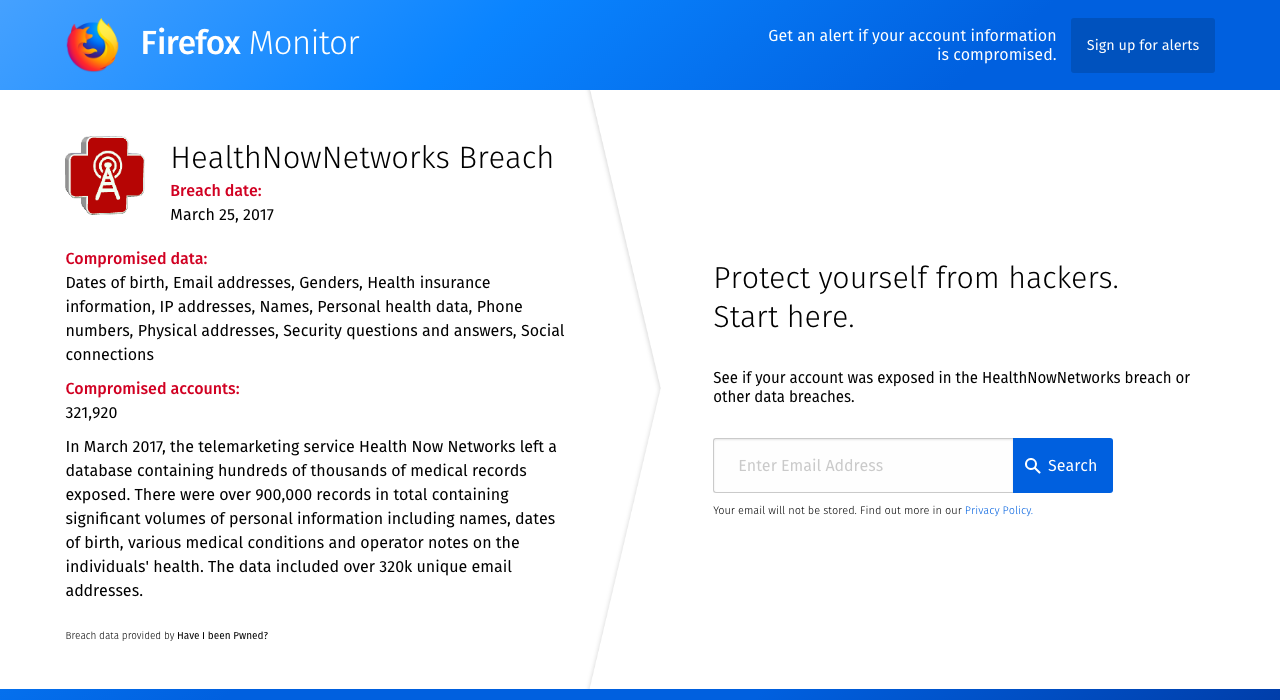 Firefox Monitor
Get an alert if your account information
is compromised.
Sign up for alerts
HealthNowNetworks Breach
Breach date:
March 25, 2017
Compromised data:
Dates of birth, Email addresses, Genders, Health insurance
information, IP addresses, Names, Personal health data, Phone
numbers, Physical addresses, Security questions and answers, Social
connections
Compromised accounts:
321,920
In March 2017, the telemarketing service Health Now Networks left a
database containing hundreds of thousands of medical records
exposed. There were over 900,000 records in total containing
significant volumes of personal information including names, dates
of birth, various medical conditions and operator notes on the
individuals' health. The data included over 320k unique email
addresses.
Breach data provided by Have I been Pwned?
Protect yourself from hackers.
Start here.
See if your account was exposed in the HealthNowNetworks breach or
other data breaches.
Enter Email Address
Search
Your email will not be stored. Find out more in our Privacy Policy.